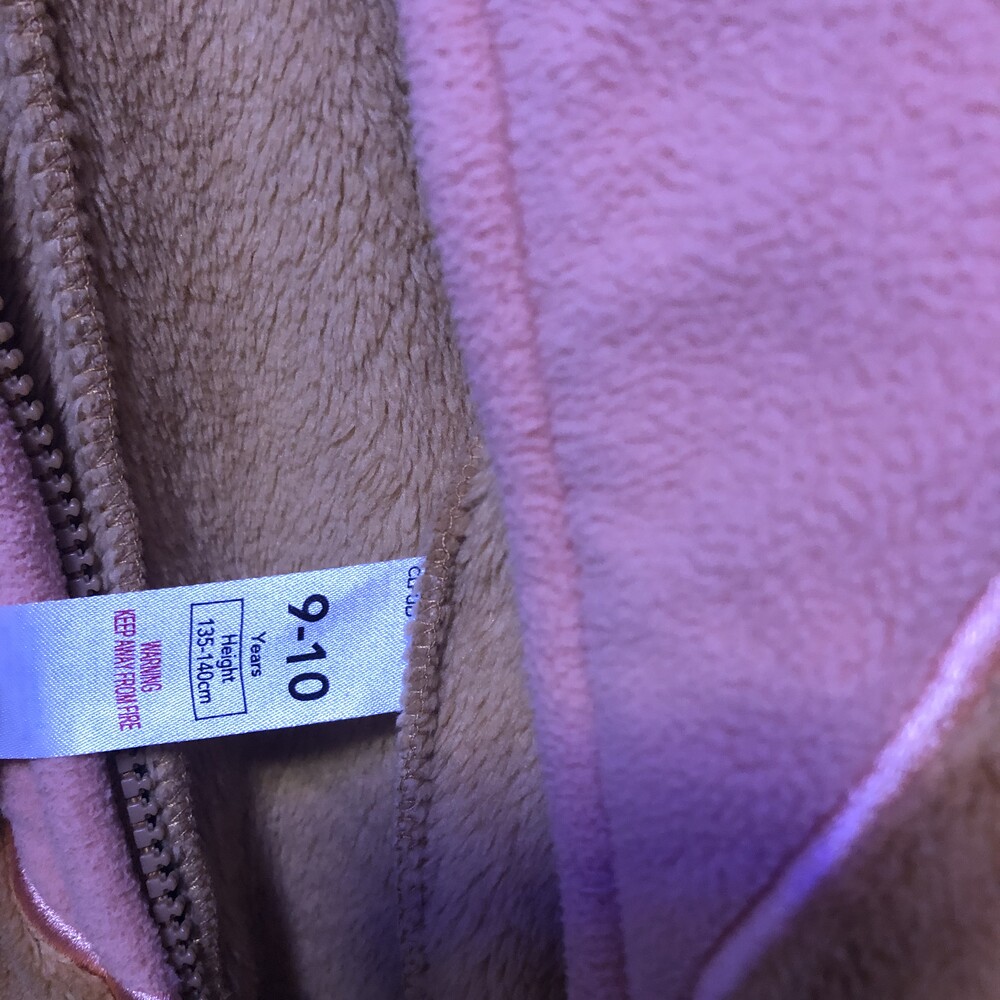 9-10
Years
Height
135-140cm
WARNING
KEEP AWAY FROM FIRE